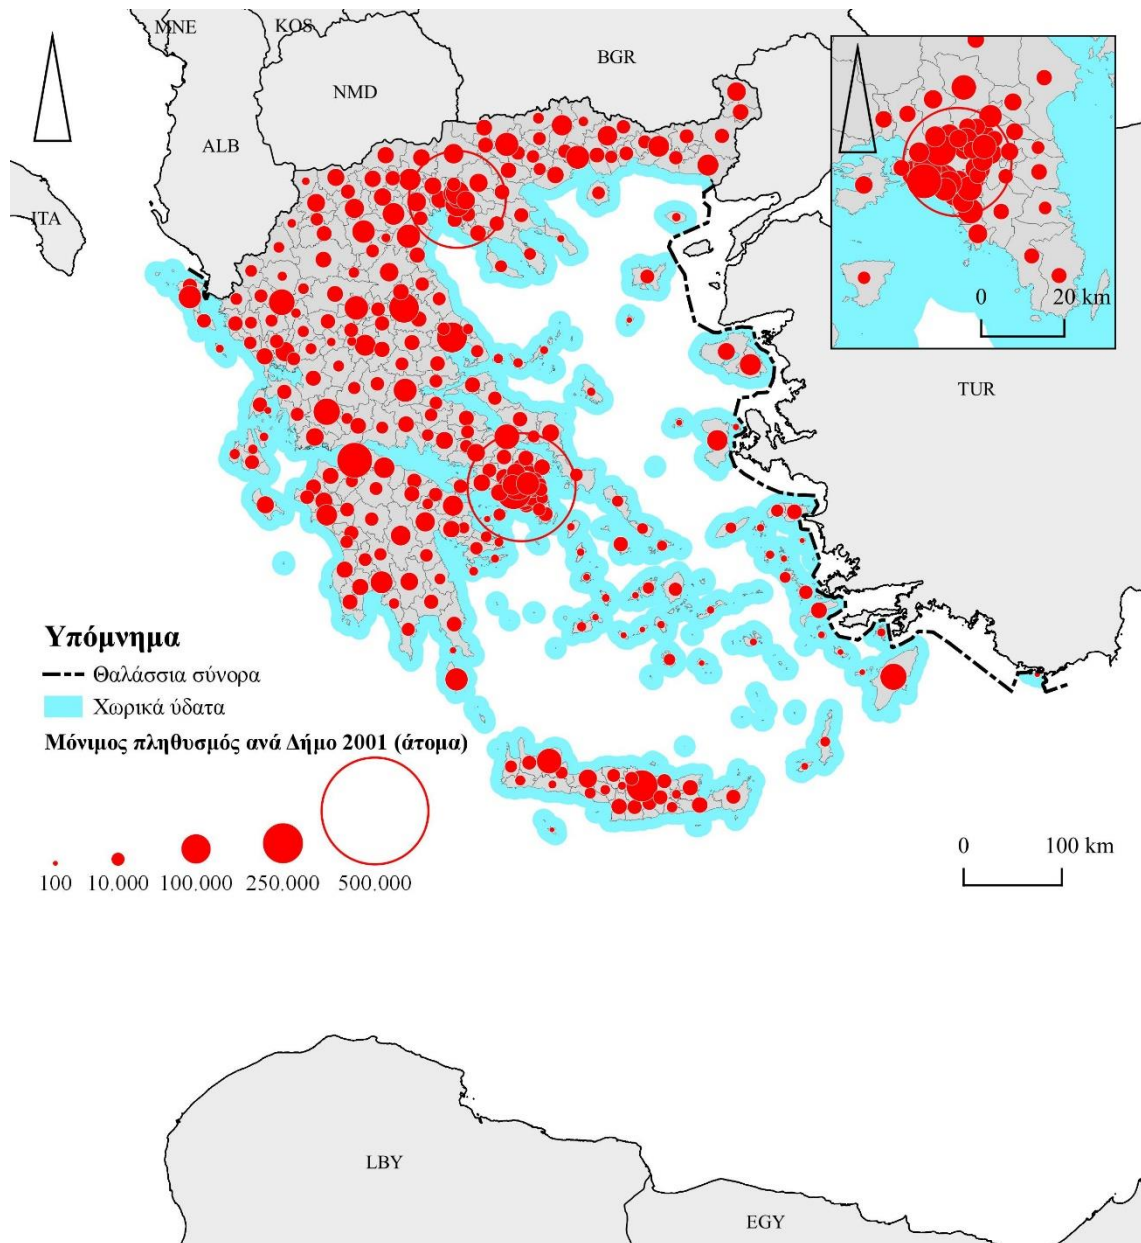 MNE
KOS
BGR
NMD
ALB
ITA
0 20 km
TUR
Υπόμνημα
Θαλάσσια σύνορα
Χωρικά ύδατα
Μόνιμος πληθυσμός ανά Δήμο 2001 (άτομα)
100 10.000 100.000 250.000 500.000
0 100 km
LBY
EGY